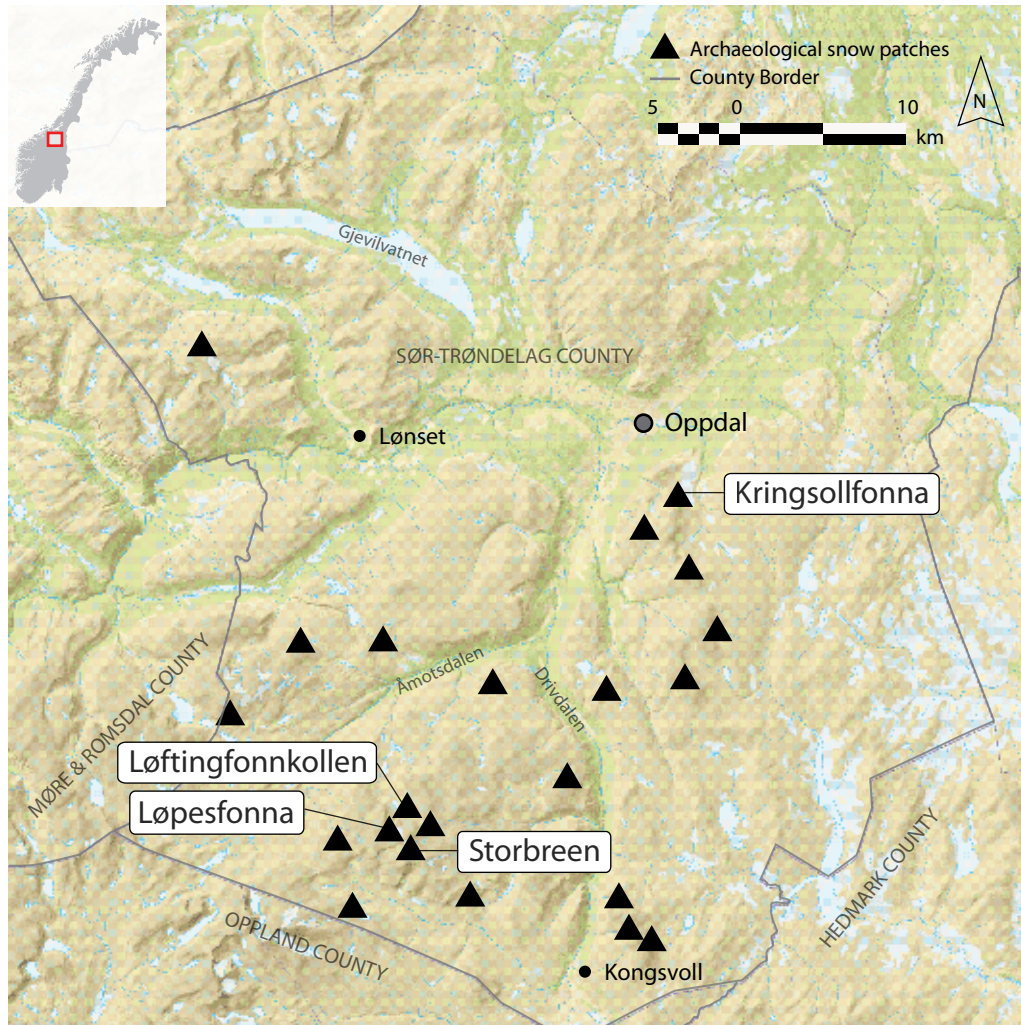 Archaeological snow patches
County Border
5 0 10
km
N
Gjevilvatnet
SØR-TRØNDELAG COUNTY
Oppdal
Lønset
Kringsollfonna
Åmotsdalen
Drivdalen
MØRE & ROMSDAL COUNTY
Løftingfonnkollen
Løpesfonna
Storbreen
HEDMARK COUNTY
OPPLAND COUNTY
Kongsvoll